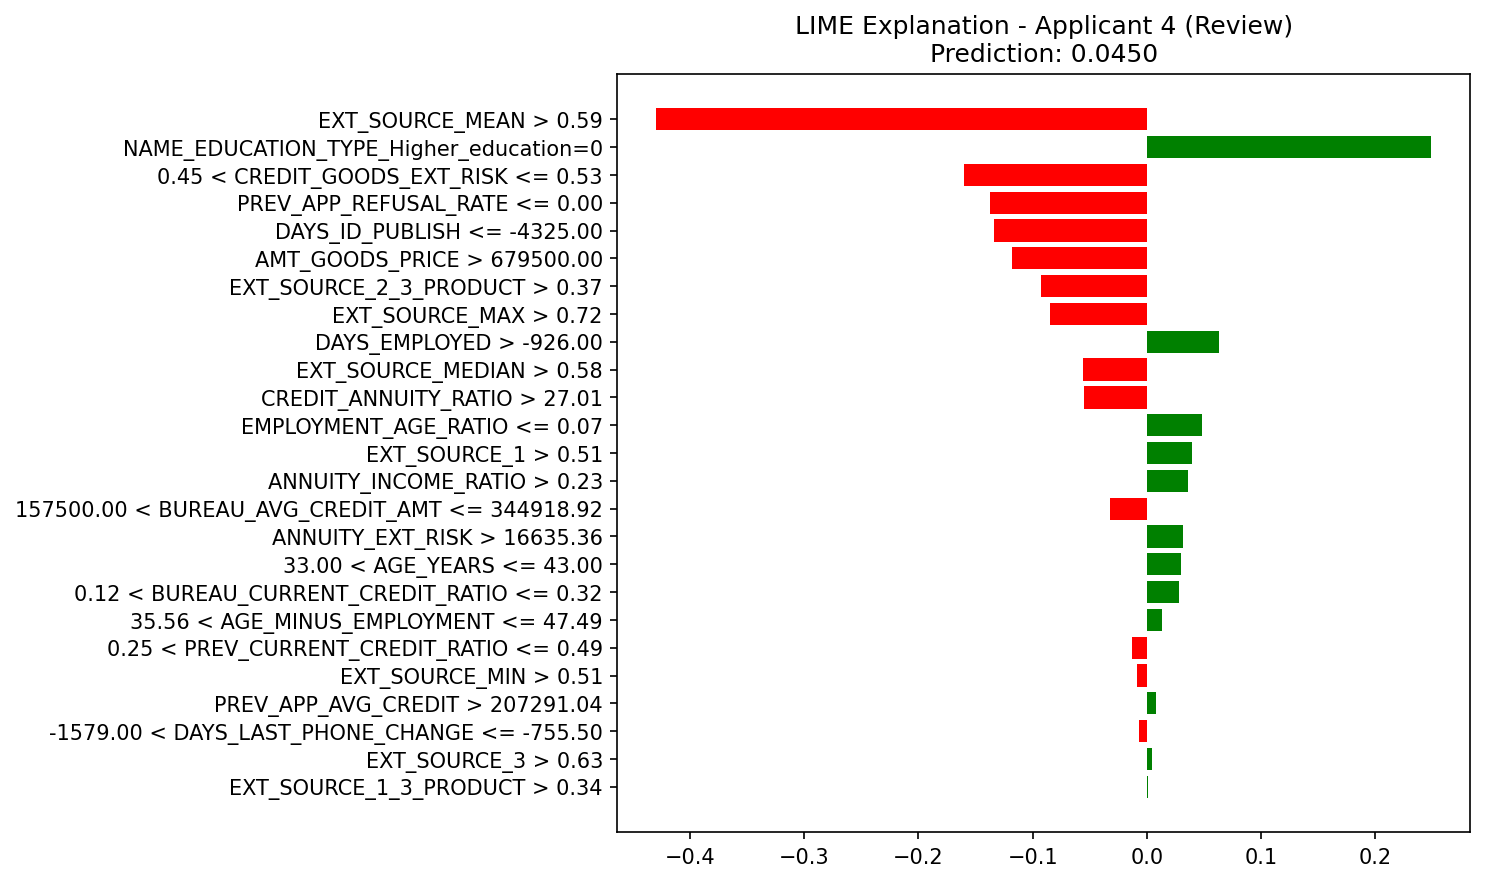 LIME Explanation - Applicant 4 (Review)
Prediction: 0.0450
EXT_SOURCE_MEAN > 0.59
NAME_EDUCATION_TYPE_Higher_education=0
0.45 < CREDIT_GOODS_EXT_RISK <= 0.53
PREV_APP_REFUSAL_RATE <= 0.00
DAYS_ID_PUBLISH <= -4325.00
AMT_GOODS_PRICE > 679500.00
EXT_SOURCE_2_3_PRODUCT > 0.37
EXT_SOURCE_MAX > 0.72
DAYS_EMPLOYED > -926.00
EXT_SOURCE_MEDIAN > 0.58
CREDIT_ANNUITY_RATIO > 27.01
EMPLOYMENT_AGE_RATIO <= 0.07
EXT_SOURCE_1 > 0.51
ANNUITY_INCOME_RATIO > 0.23
157500.00 < BUREAU_AVG_CREDIT_AMT <= 344918.92
ANNUITY_EXT_RISK > 16635.36
33.00 < AGE_YEARS <= 43.00
0.12 < BUREAU_CURRENT_CREDIT_RATIO <= 0.32
35.56 < AGE_MINUS_EMPLOYMENT <= 47.49
0.25 < PREV_CURRENT_CREDIT_RATIO <= 0.49
EXT_SOURCE_MIN > 0.51
PREV_APP_AVG_CREDIT > 207291.04
-1579.00 < DAYS_LAST_PHONE_CHANGE <= -755.50
EXT_SOURCE_3 > 0.63
EXT_SOURCE_1_3_PRODUCT > 0.34
−0.4 −0.3 −0.2 −0.1 0.0 0.1 0.2